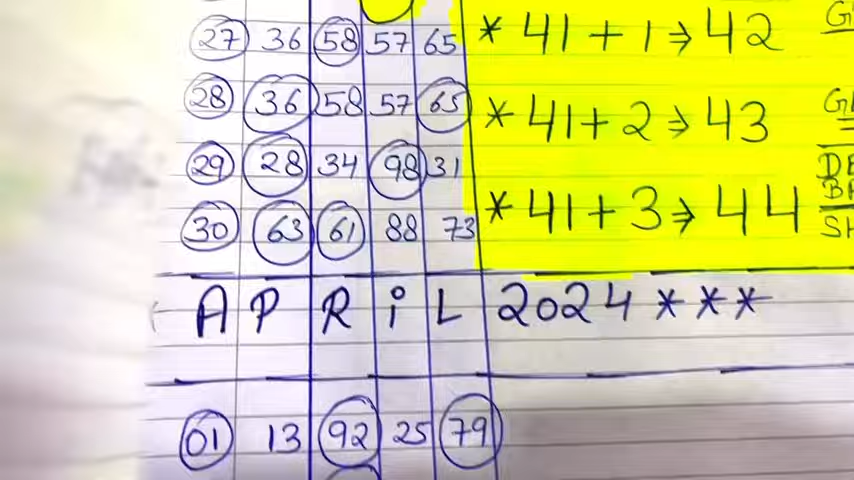 27 36 58 57 65 * 41 + 1 ⇒ 42
28 36 58 57 65 * 41 + 2 ⇒ 43
29 28 34 98 31 * 41 + 3 ⇒ 44
30 63 61 88 73
APRiL 2024 ***
01 13 92 25 79